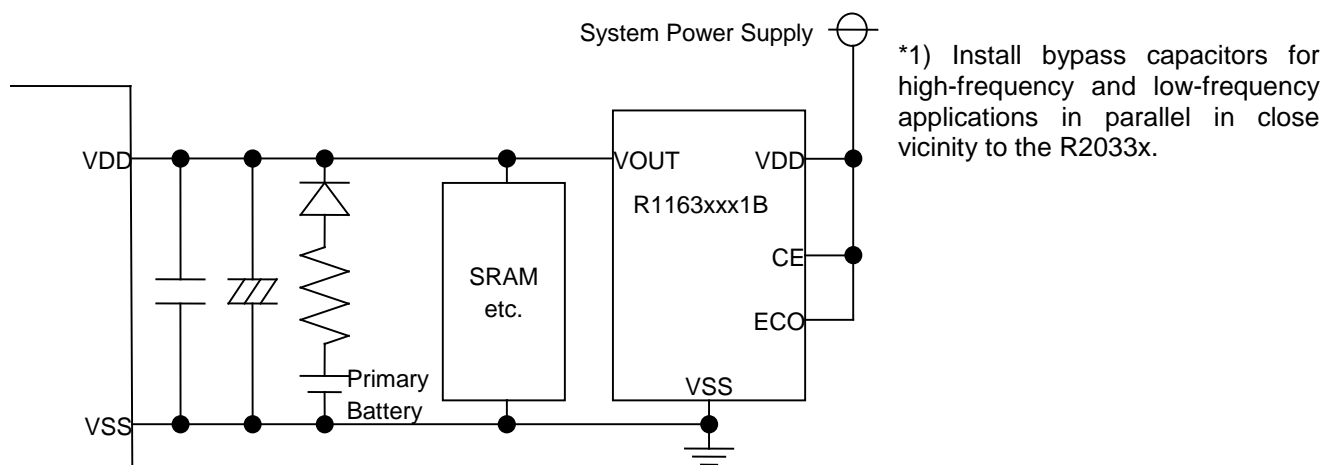 System Power Supply
*1) Install bypass capacitors for
high-frequency and low-frequency
applications in parallel in close
vicinity to the R2033x.
VDD
VOUT
VDD
R1163xxx1B
CE
SRAM
etc.
ECO
Primary
Battery
VSS
VSS